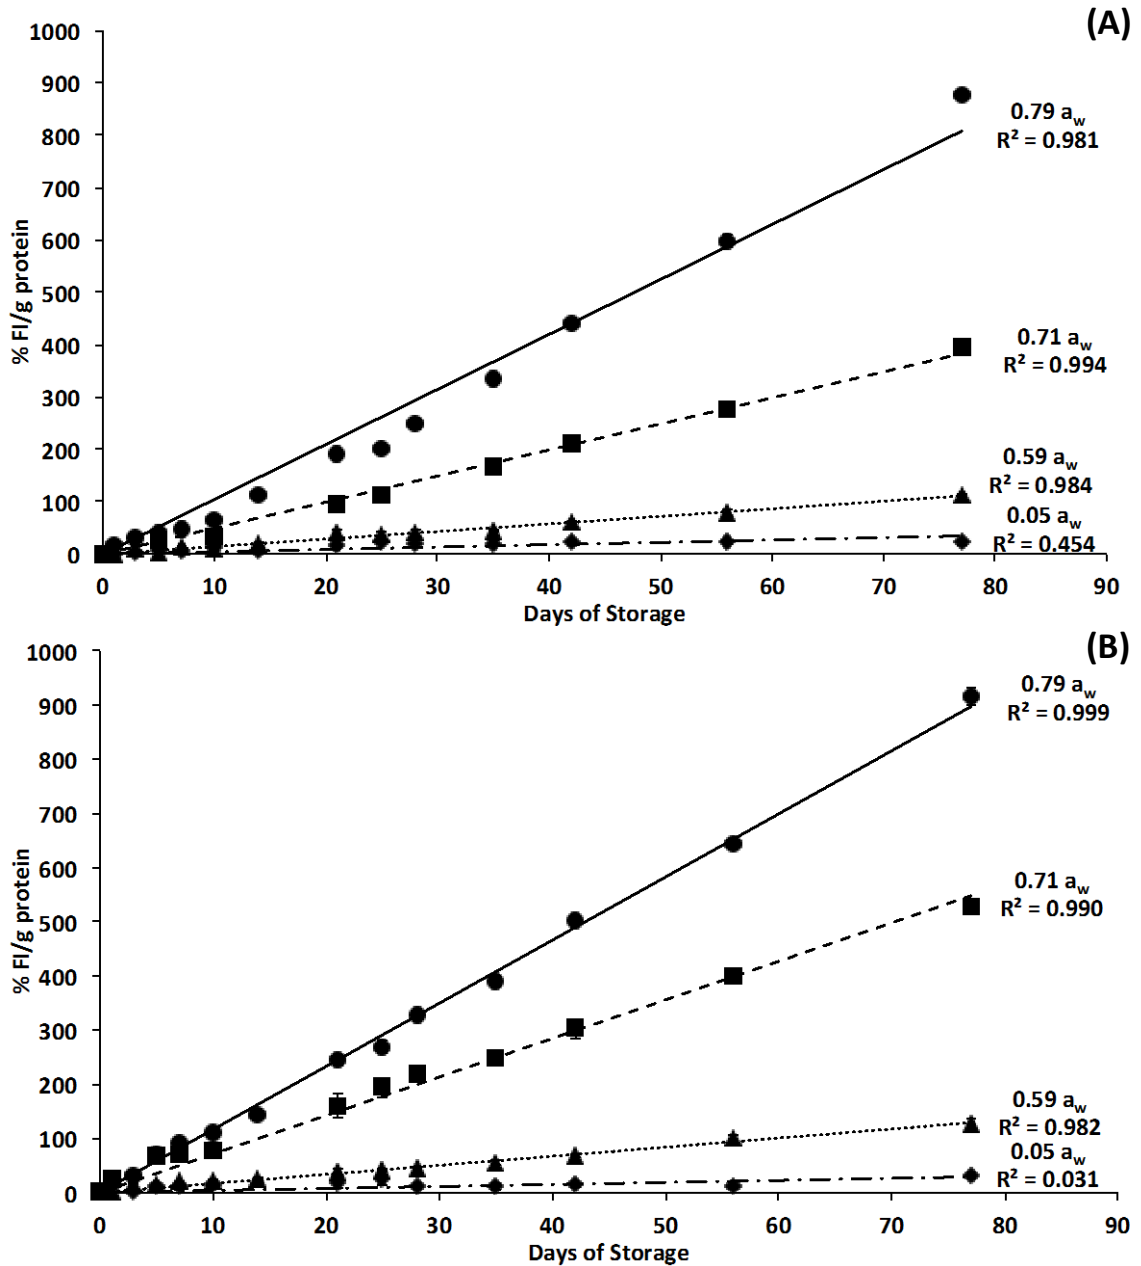 (A)
1000
900
800
700
600
500
400
300
200
100
0
% FI/g protein
0.79 aw
R² = 0.981
0.71 aw
R² = 0.994
0.59 aw
R² = 0.984
0.05 aw
R² = 0.454
0 10 20 30 40 50 60 70 80 90
Days of Storage
(B)
1000
900
800
700
600
500
400
300
200
100
0
% FI/g protein
0.79 aw
R² = 0.999
0.71 aw
R² = 0.990
0.59 aw
R² = 0.982
0.05 aw
R² = 0.031
0 10 20 30 40 50 60 70 80 90
Days of Storage